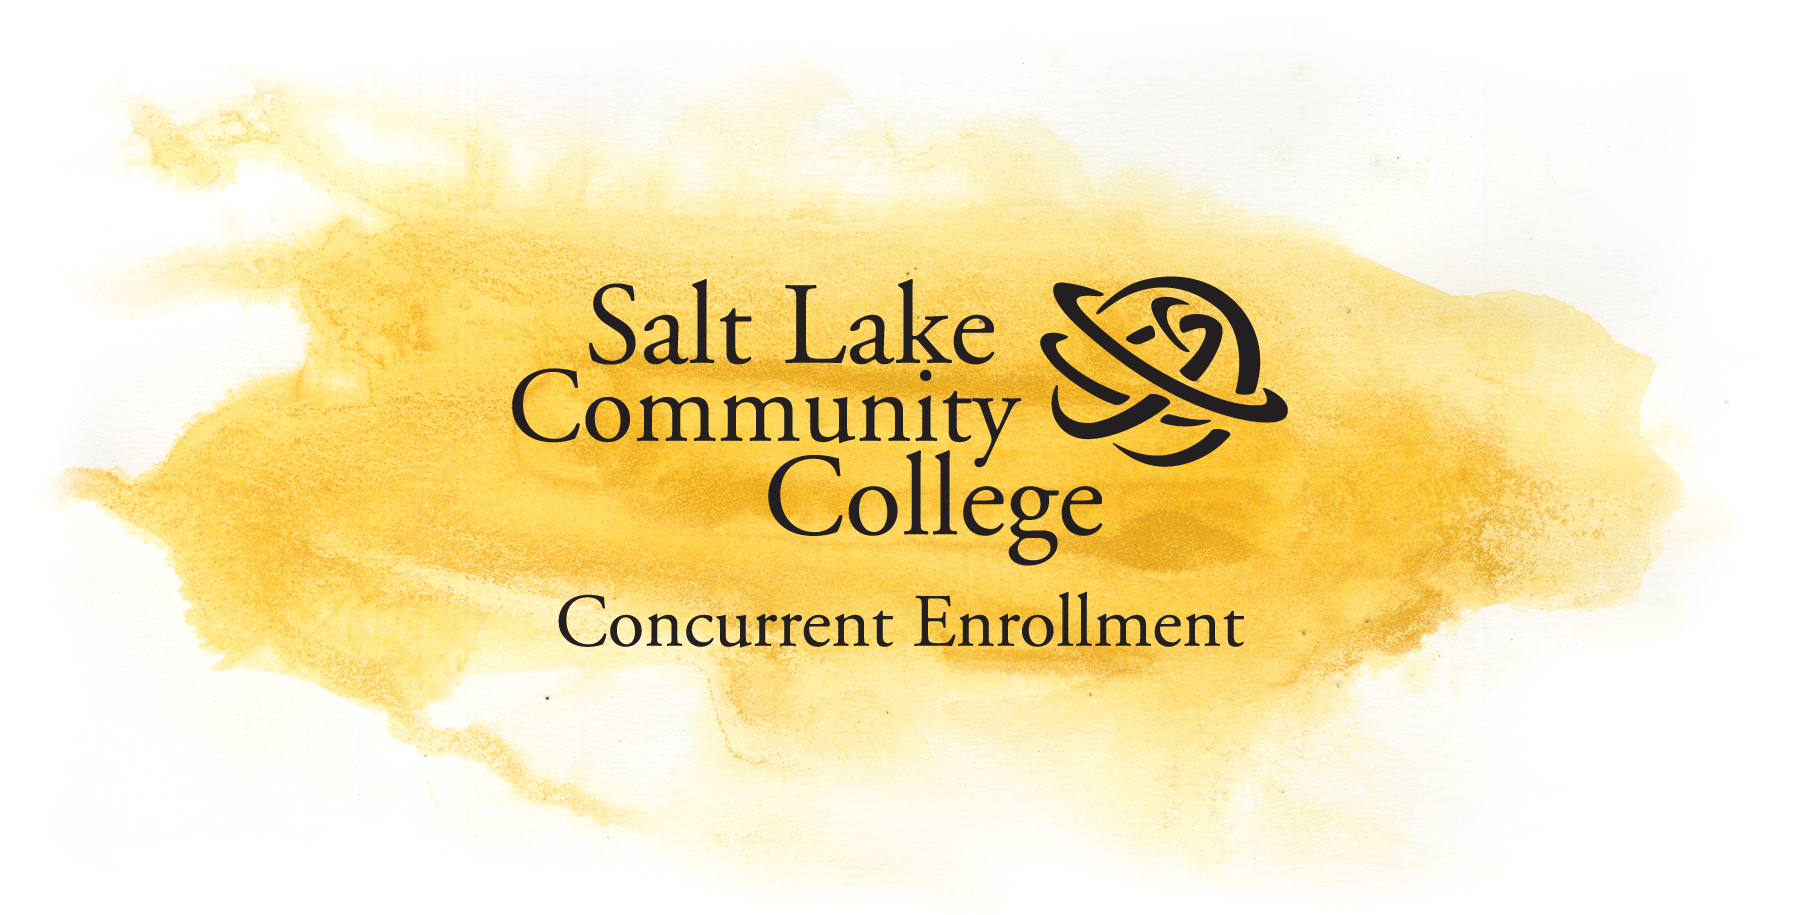 Salt Lake
Community
College
Concurrent Enrollment